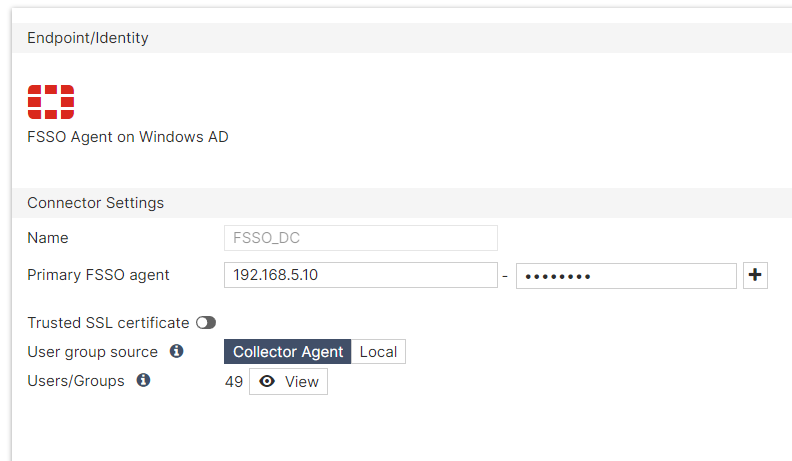 Endpoint/Identity
FSSO Agent on Windows AD
Connector Settings
Name FSSO_DC
Primary FSSO agent 192.168.5.10 - ••••••••
Trusted SSL certificate
User group source Collector Agent Local
Users/Groups 49 View